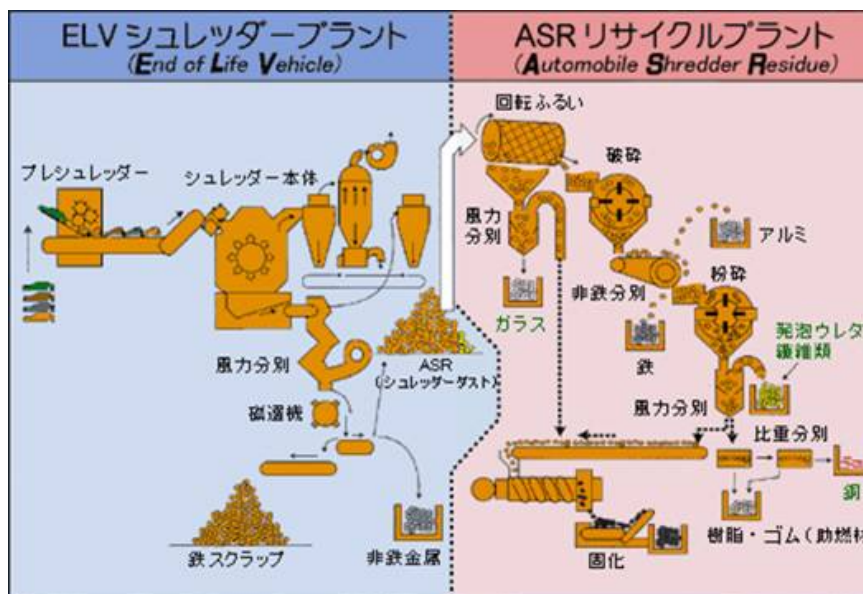 ELV シュレッダープラント
(End of Life Vehicle)
プレシュレッダー
シュレッダー本体
風力分別
磁選機
ASR
(シュレッダーダスト)
鉄スクラップ
非鉄金属
ASR リサイクルプラント
(Automobile Shredder Residue)
回転ふるい
破砕
風力
分別
アルミ
ガラス
非鉄分別
粉砕
鉄
発泡ウレタ
繊維類
風力分別
比重分別
銅
樹脂・ゴム(助燃材
固化